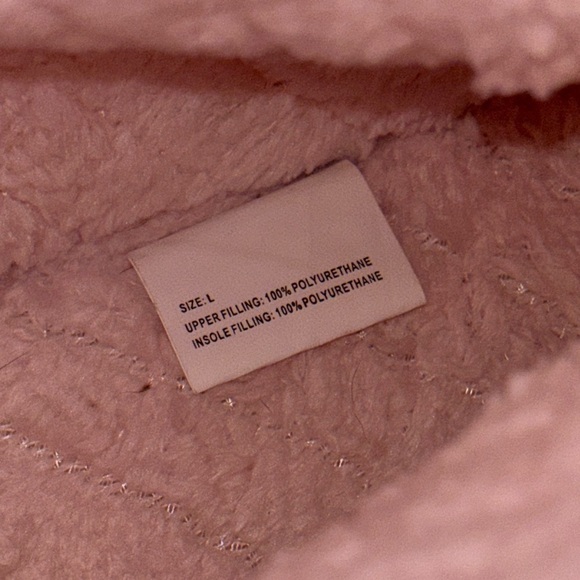 SIZE: L
UPPER FILLING: 100% POLYURETHANE
INSOLE FILLING: 100% POLYURETHANE